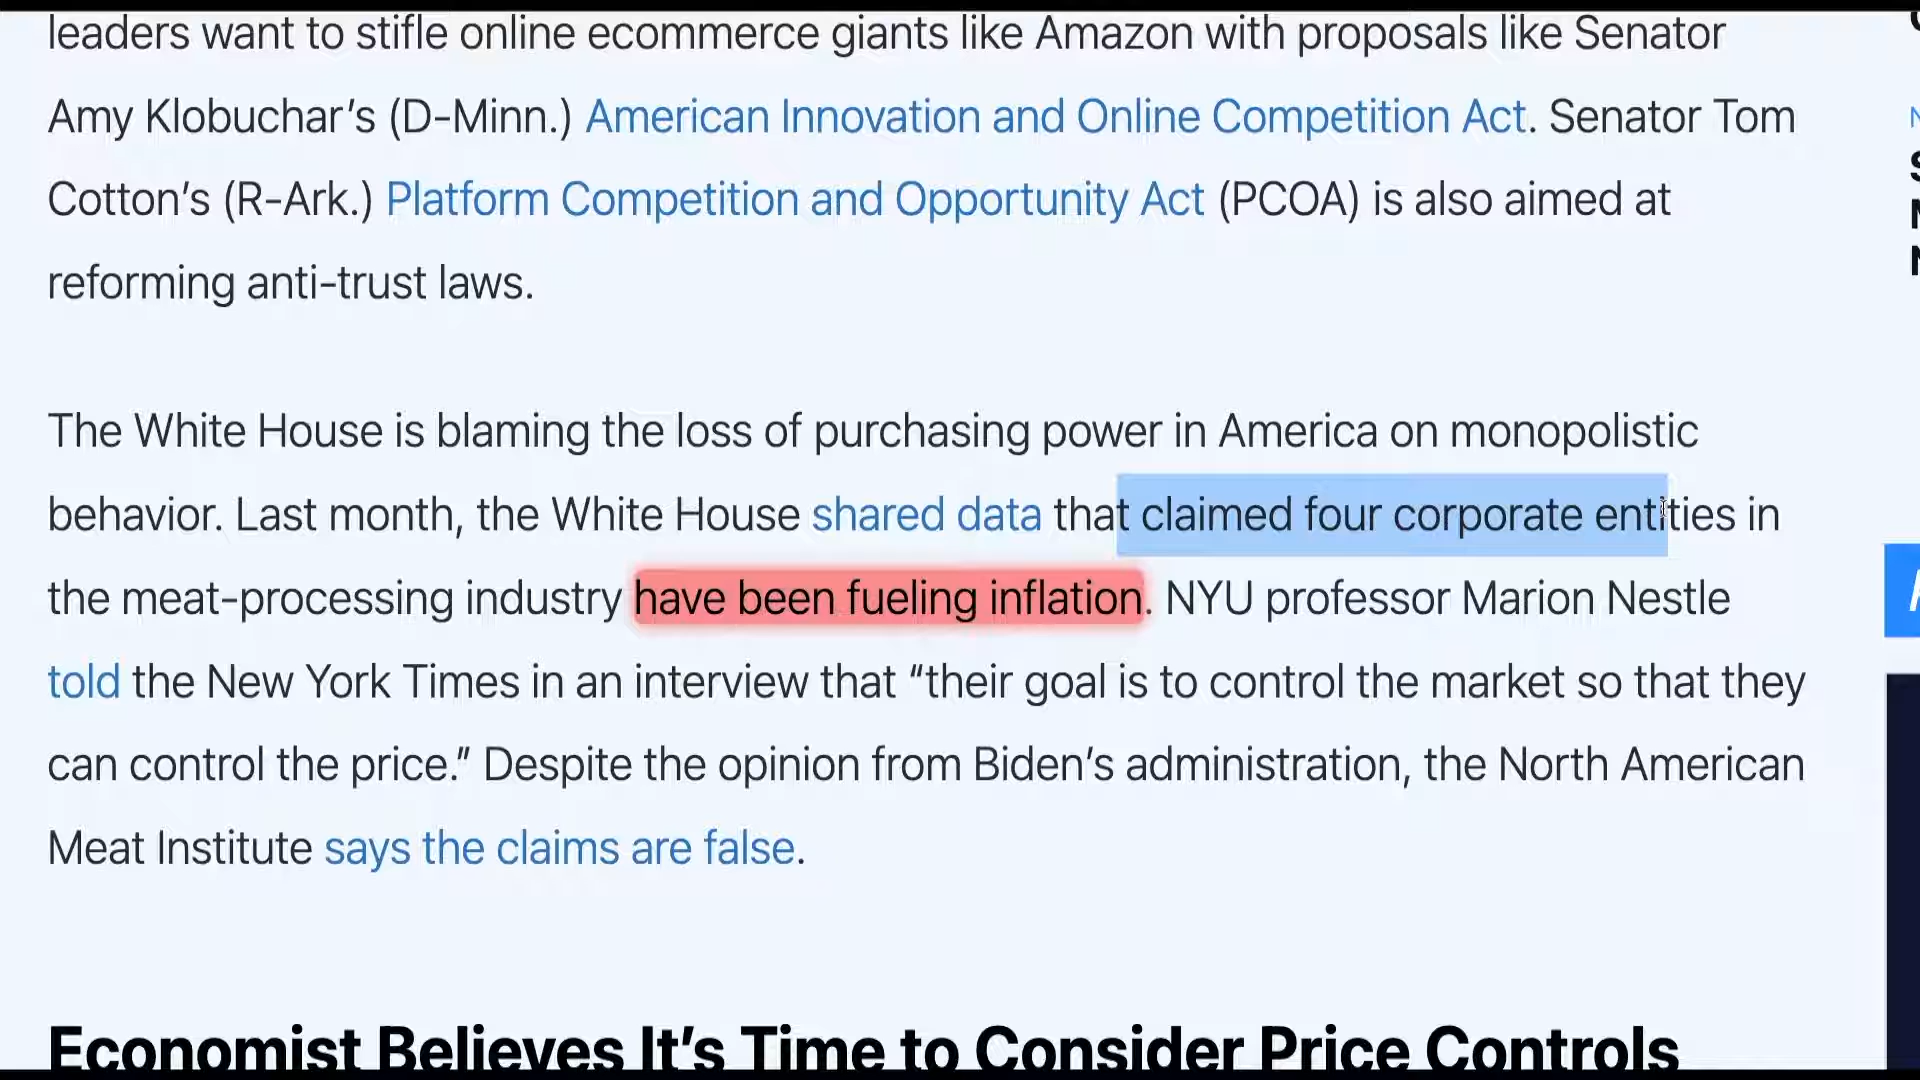 leaders want to stifle online ecommerce giants like Amazon with proposals like Senator
Amy Klobuchar's (D-Minn.) American Innovation and Online Competition Act. Senator Tom
Cotton's (R-Ark.) Platform Competition and Opportunity Act (PCOA) is also aimed at
reforming anti-trust laws.
The White House is blaming the loss of purchasing power in America on monopolistic
behavior. Last month, the White House shared data that claimed four corporate entities in
the meat-processing industry have been fueling inflation. NYU professor Marion Nestle
told the New York Times in an interview that “their goal is to control the market so that they
can control the price.” Despite the opinion from Biden's administration, the North American
Meat Institute says the claims are false.
Economist Believes It's Time to Consider Price Controls